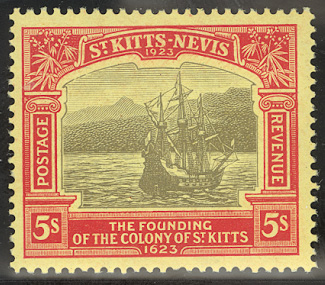 ST KITTS-NEVIS
1923
POSTAGE
REVENUE
5S
THE FOUNDING
OF THE COLONY OF ST KITTS
1623
5S